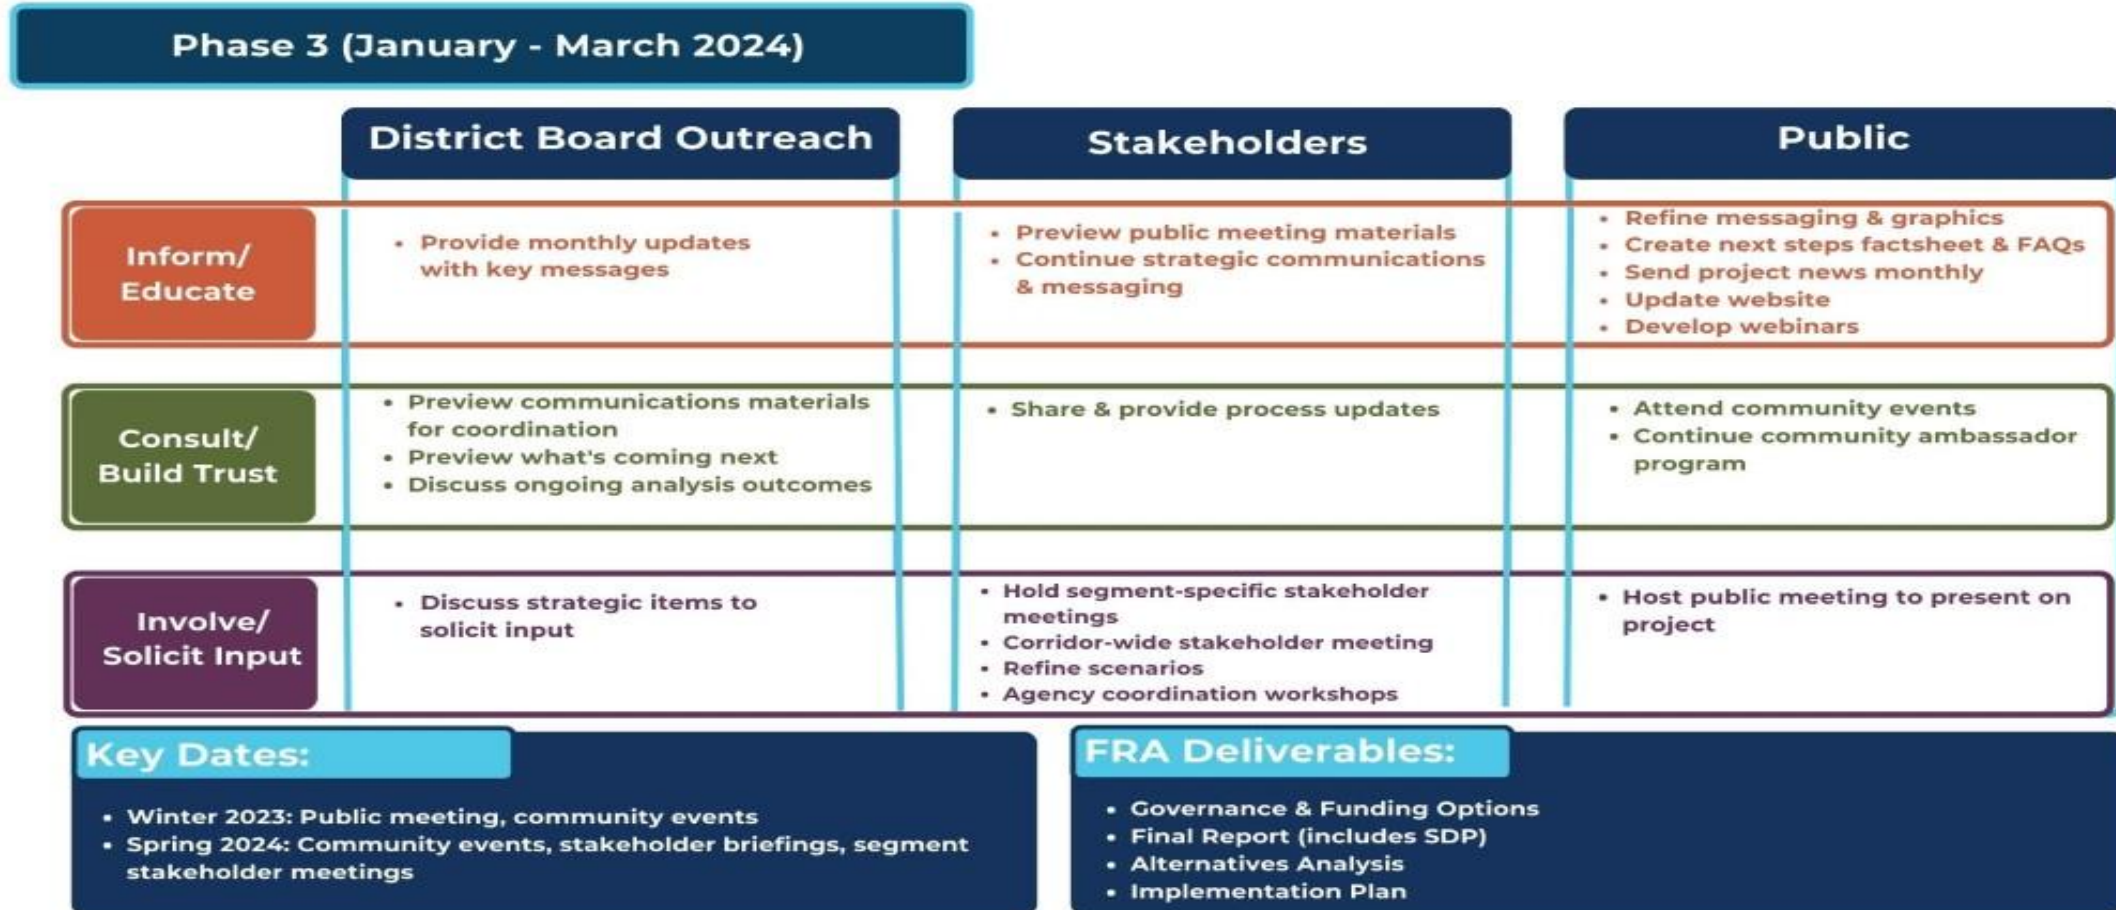 Phase 3 (January - March 2024)
District Board Outreach
Stakeholders
Public
Inform/
Educate
• Provide monthly updates
with key messages
• Preview public meeting materials
• Continue strategic communications
& messaging
• Refine messaging & graphics
• Create next steps factsheet & FAQs
• Send project news monthly
• Update website
• Develop webinars
Consult/
Build Trust
• Preview communications materials
for coordination
• Preview what's coming next
• Discuss ongoing analysis outcomes
• Share & provide process updates
• Attend community events
• Continue community ambassador
program
Involve/
Solicit Input
• Discuss strategic items to
solicit input
• Hold segment-specific stakeholder
meetings
• Corridor-wide stakeholder meeting
• Refine scenarios
• Agency coordination workshops
• Host public meeting to present on
project
Key Dates:
• Winter 2023: Public meeting, community events
• Spring 2024: Community events, stakeholder briefings, segment
stakeholder meetings
FRA Deliverables:
• Governance & Funding Options
• Final Report (includes SDP)
• Alternatives Analysis
• Implementation Plan